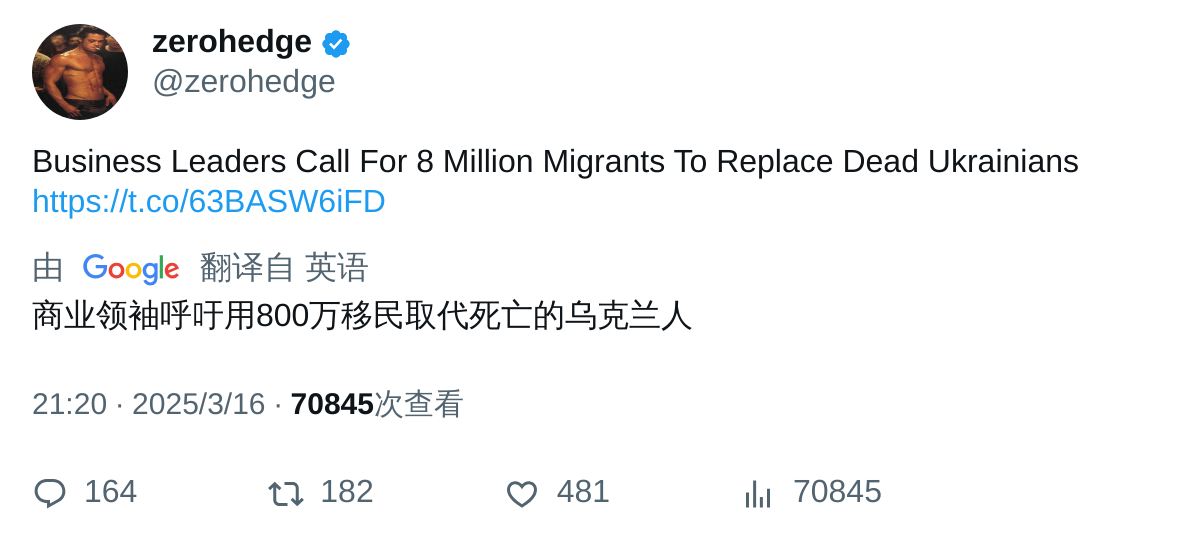 zerohedge
@zerohedge
Business Leaders Call For 8 Million Migrants To Replace Dead Ukrainians
https://t.co/63BASW6iFD
由 Google 翻译自 英语
商业领袖呼吁用800万移民取代死亡的乌克兰人
21:20 · 2025/3/16 · 70845次查看
164 182 481 70845